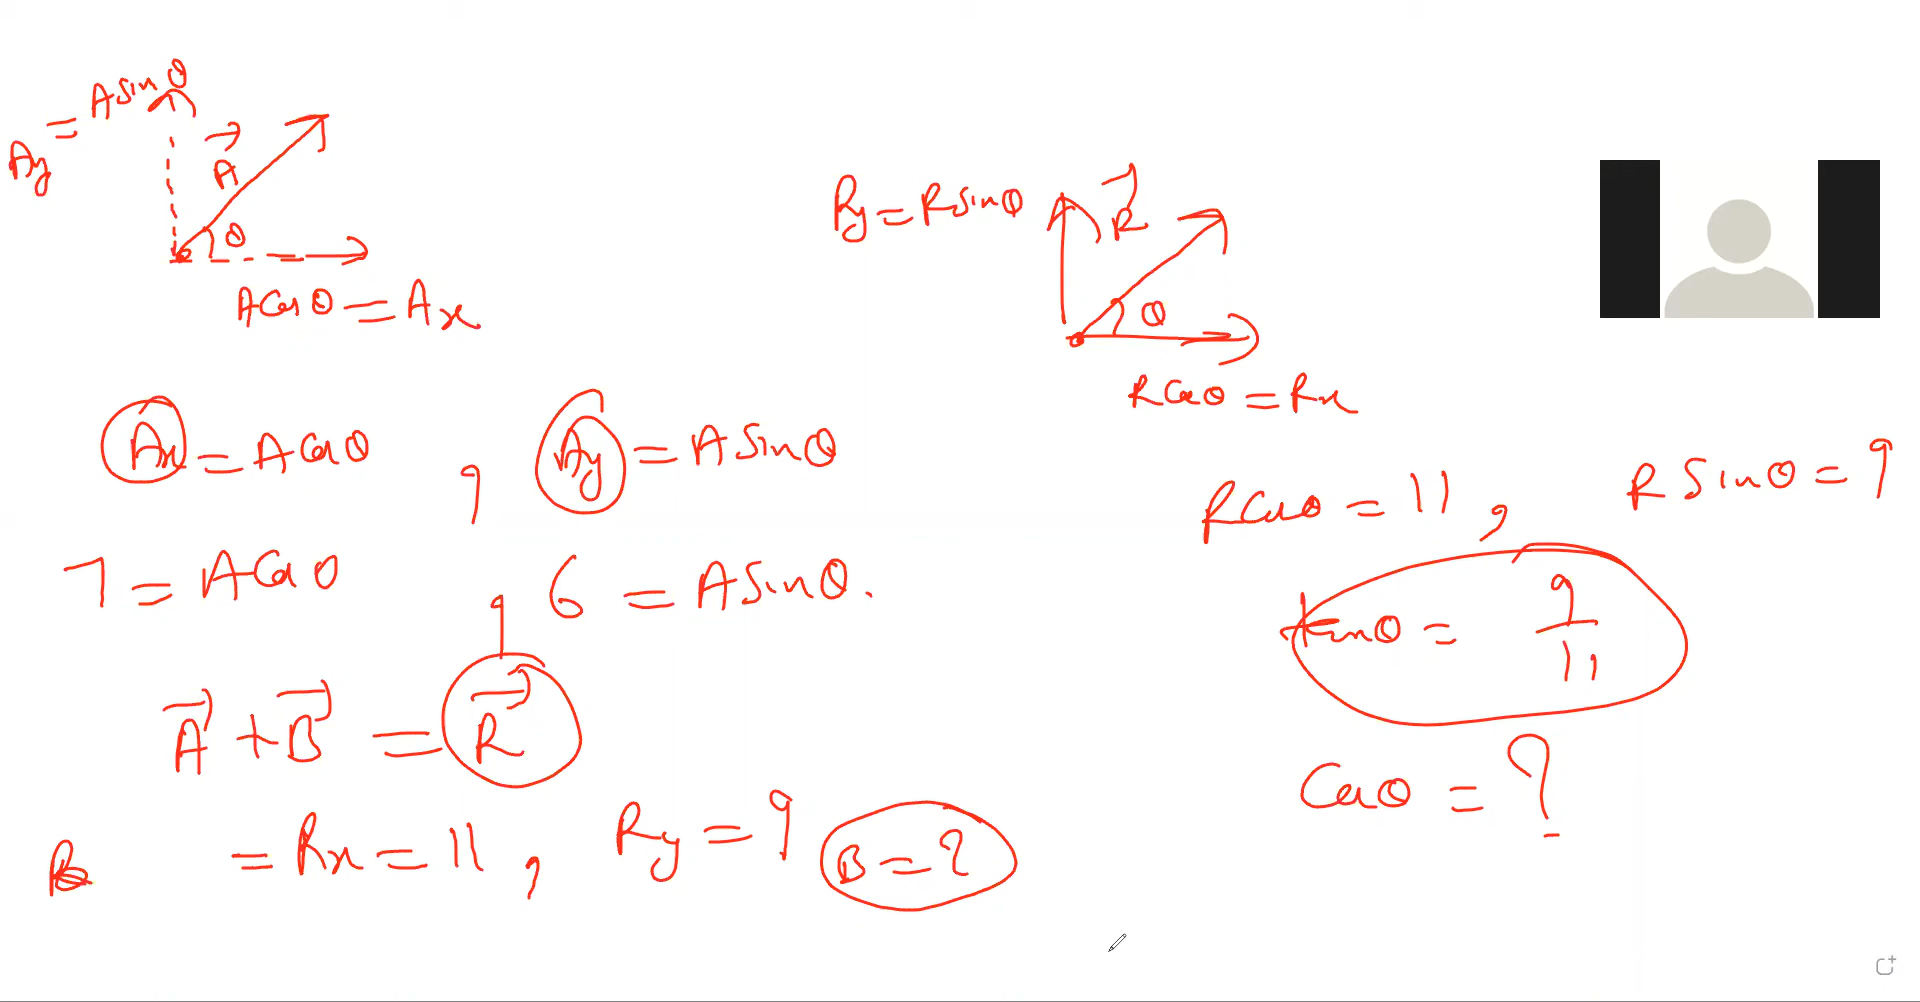 Ay = A sin θ
A⃗
θ
A Cos θ = Ax
Ry = R sin θ
R⃗
θ
R Cos θ = Rx
Ax = A Cos θ , Ay = A sin θ
7 = A Cos θ , 6 = A sin θ.
A⃗ + B⃗ = R⃗
= Rx = 11 , Ry = 9 B = ?
R Cos θ = 11 , R sin θ = 9
tan θ = 9/11
Cos θ = ?